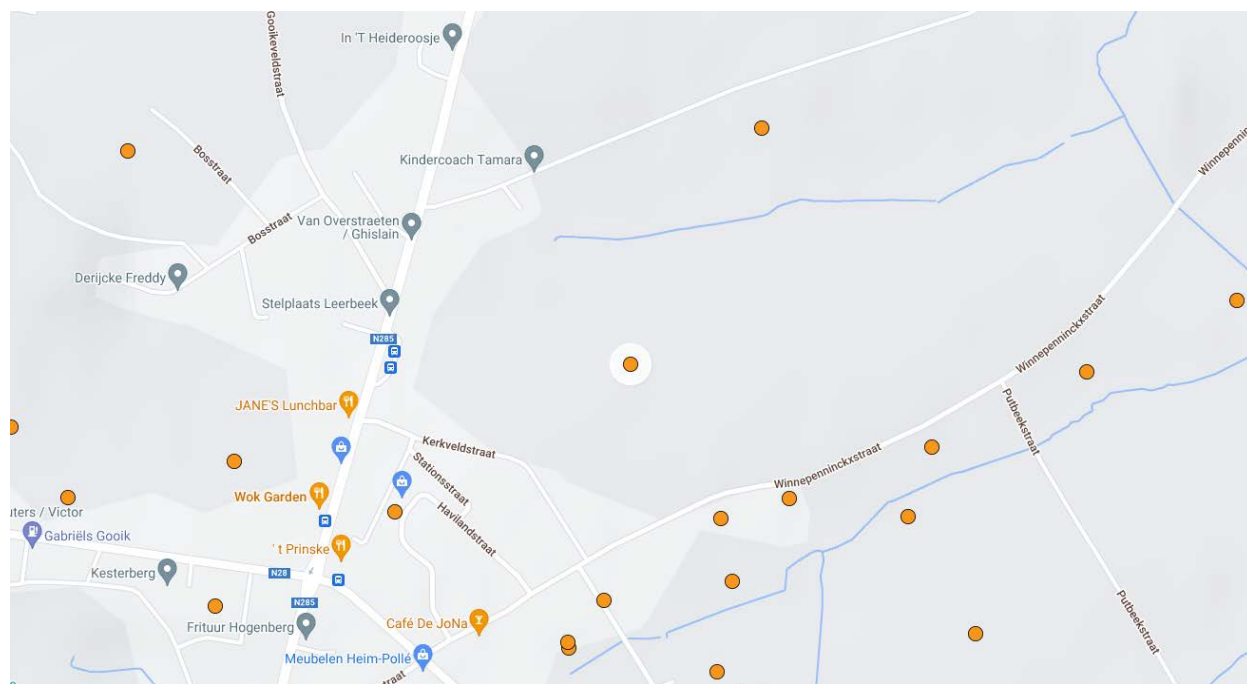 Gooikeveldstraat
In 'T Heideroosje
Kindercoach Tamara
Bosstraat
Winnepenninckxstraat
Van Overstraeten
/ Ghislain
Bosstraat
Derijcke Freddy
Stelplaats Leerbeek
N285
Winnepenninckxstraat
JANE'S Lunchbar
Kerkveldstraat
Putbeekstraat
Stationsstraat
Winnepenninckxstraat
Wok Garden
uters / Victor
Havilandstraat
Gabriëls Gooik
't Prinske
Kesterberg
N28
N285
Putbeekstraat
Frituur Hogenberg
Café De JoNa
Meubelen Heim-Pollé
straat